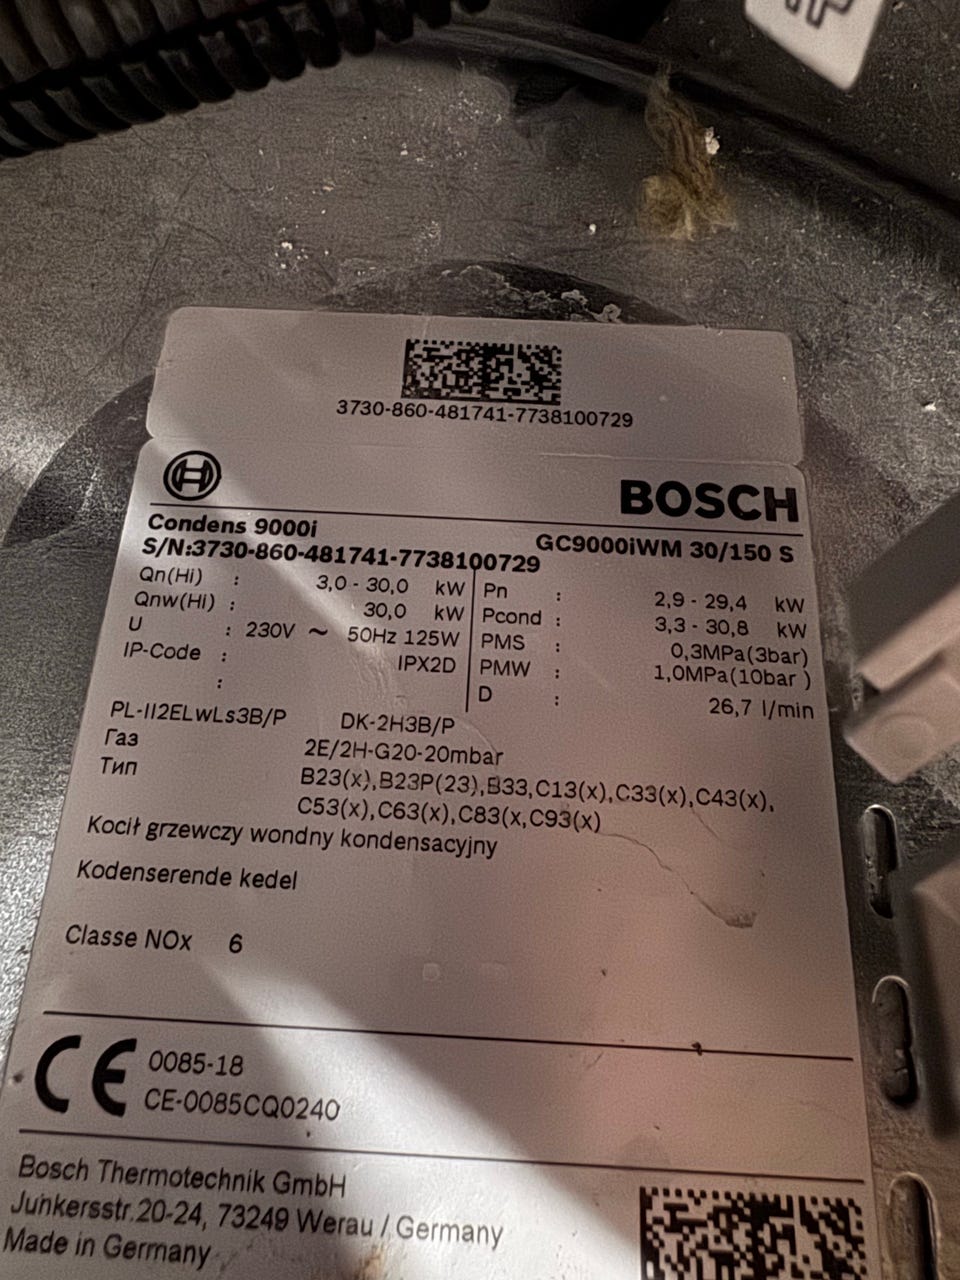 3730-860-481741-7738100729
BOSCH
Condens 9000i GC9000iWM 30/150 S
S/N:3730-860-481741-7738100729
Qn(Hi) : 3,0 - 30,0 kW
Qnw(Hi) : 30,0 kW
U : 230V ~ 50Hz 125W
IP-Code : IPX2D
:
Pn : 2,9 - 29,4 kW
Pcond : 3,3 - 30,8 kW
PMS : 0,3MPa(3bar)
PMW : 1,0MPa(10bar )
D : 26,7 l/min
PL-II2ELwLs3B/P DK-2H3B/P
Газ 2E/2H-G20-20mbar
Тип B23(x),B23P(23),B33,C13(x),C33(x),C43(x),
C53(x),C63(x),C83(x,C93(x)
Kocił grzewczy wondny kondensacyjny
Kodenserende kedel
Classe NOx 6
CE 0085-18
CE-0085CQ0240
Bosch Thermotechnik GmbH
Junkersstr.20-24, 73249 Werau / Germany
Made in Germany